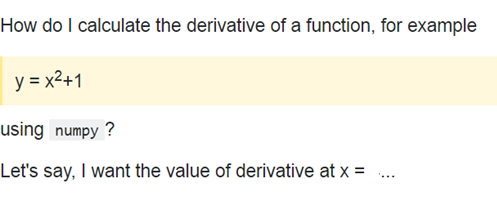 How do I calculate the derivative of a function, for example
y = x²+1
using numpy ?
Let's say, I want the value of derivative at x = ...